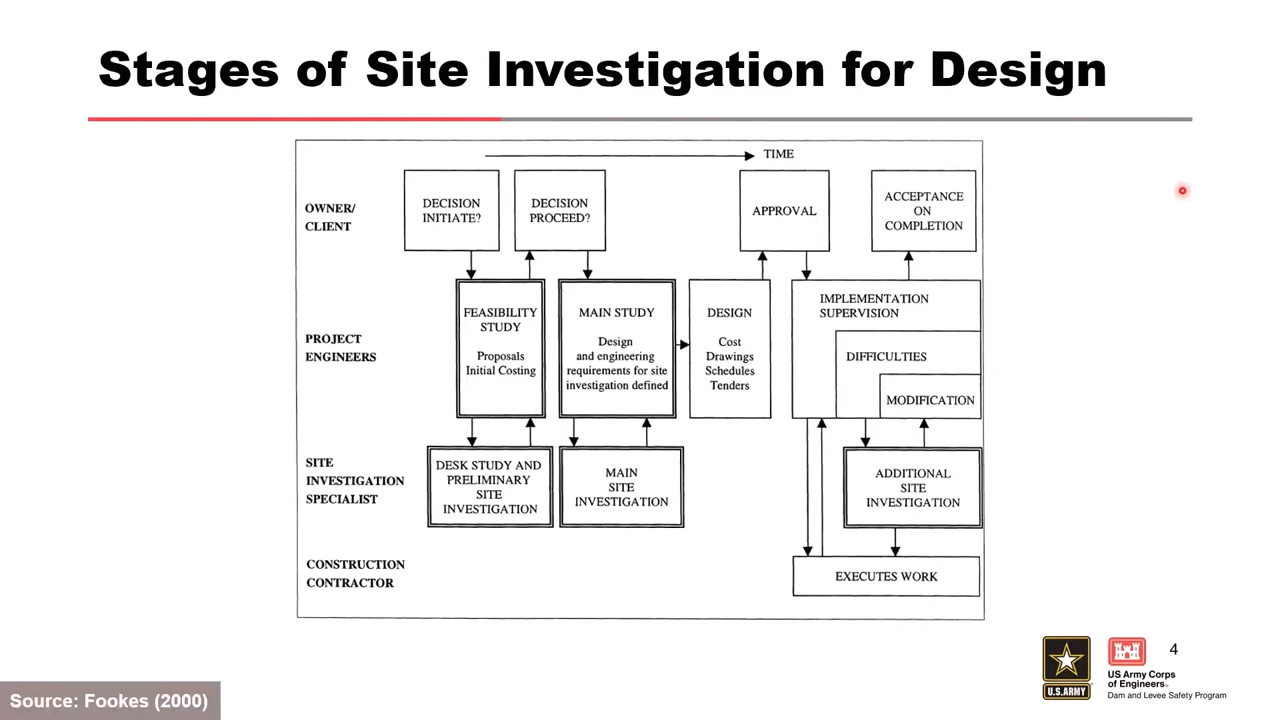 Stages of Site Investigation for Design
TIME
OWNER/
CLIENT
DECISION
INITIATE?
DECISION
PROCEED?
APPROVAL
ACCEPTANCE
ON
COMPLETION
PROJECT
ENGINEERS
FEASIBILITY
STUDY
Proposals
Initial Costing
MAIN STUDY
Design
and engineering
requirements for site
investigation defined
DESIGN
Cost
Drawings
Schedules
Tenders
IMPLEMENTATION
SUPERVISION
DIFFICULTIES
MODIFICATION
SITE
INVESTIGATION
SPECIALIST
DESK STUDY AND
PRELIMINARY
SITE
INVESTIGATION
MAIN
SITE
INVESTIGATION
ADDITIONAL
SITE
INVESTIGATION
CONSTRUCTION
CONTRACTOR
EXECUTES WORK
U.S.ARMY
US Army Corps
of Engineers®
Dam and Levee Safety Program
4
Source: Fookes (2000)